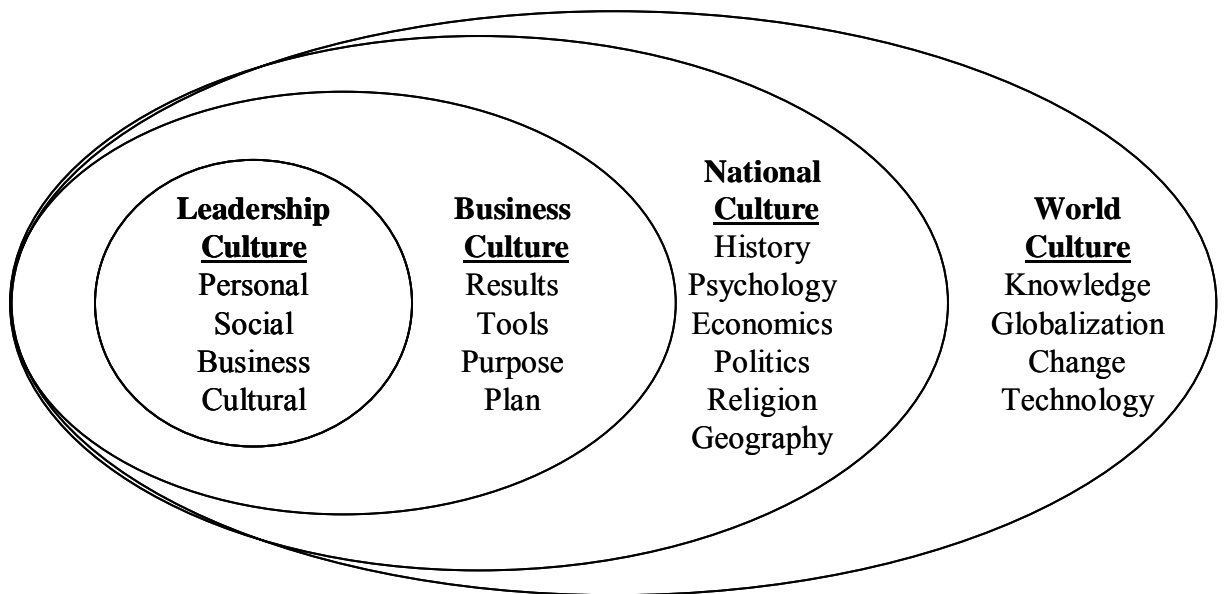 Leadership
Culture
Personal
Social
Business
Cultural
Business
Culture
Results
Tools
Purpose
Plan
National
Culture
History
Psychology
Economics
Politics
Religion
Geography
World
Culture
Knowledge
Globalization
Change
Technology